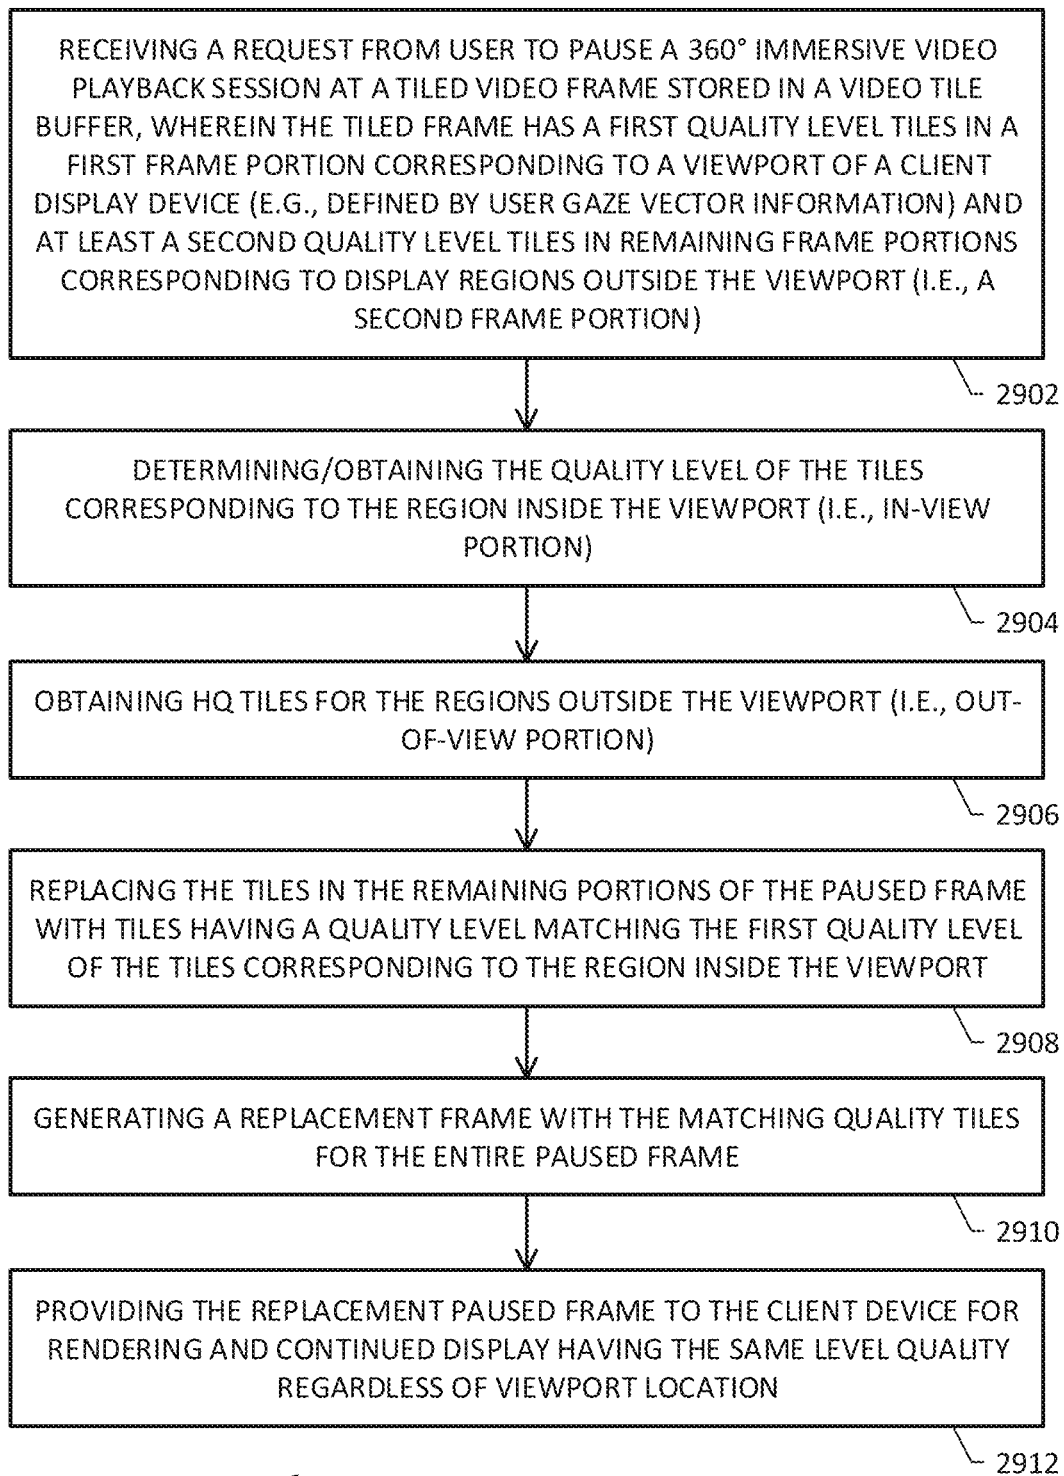 RECEIVING A REQUEST FROM USER TO PAUSE A 360° IMMERSIVE VIDEO
PLAYBACK SESSION AT A TILED VIDEO FRAME STORED IN A VIDEO TILE
BUFFER, WHEREIN THE TILED FRAME HAS A FIRST QUALITY LEVEL TILES IN A
FIRST FRAME PORTION CORRESPONDING TO A VIEWPORT OF A CLIENT
DISPLAY DEVICE (E.G., DEFINED BY USER GAZE VECTOR INFORMATION) AND
AT LEAST A SECOND QUALITY LEVEL TILES IN REMAINING FRAME PORTIONS
CORRESPONDING TO DISPLAY REGIONS OUTSIDE THE VIEWPORT (I.E., A
SECOND FRAME PORTION)
2902
DETERMINING/OBTAINING THE QUALITY LEVEL OF THE TILES
CORRESPONDING TO THE REGION INSIDE THE VIEWPORT (I.E., IN-VIEW
PORTION)
2904
OBTAINING HQ TILES FOR THE REGIONS OUTSIDE THE VIEWPORT (I.E., OUT-
OF-VIEW PORTION)
2906
REPLACING THE TILES IN THE REMAINING PORTIONS OF THE PAUSED FRAME
WITH TILES HAVING A QUALITY LEVEL MATCHING THE FIRST QUALITY LEVEL
OF THE TILES CORRESPONDING TO THE REGION INSIDE THE VIEWPORT
2908
GENERATING A REPLACEMENT FRAME WITH THE MATCHING QUALITY TILES
FOR THE ENTIRE PAUSED FRAME
2910
PROVIDING THE REPLACEMENT PAUSED FRAME TO THE CLIENT DEVICE FOR
RENDERING AND CONTINUED DISPLAY HAVING THE SAME LEVEL QUALITY
REGARDLESS OF VIEWPORT LOCATION
2912